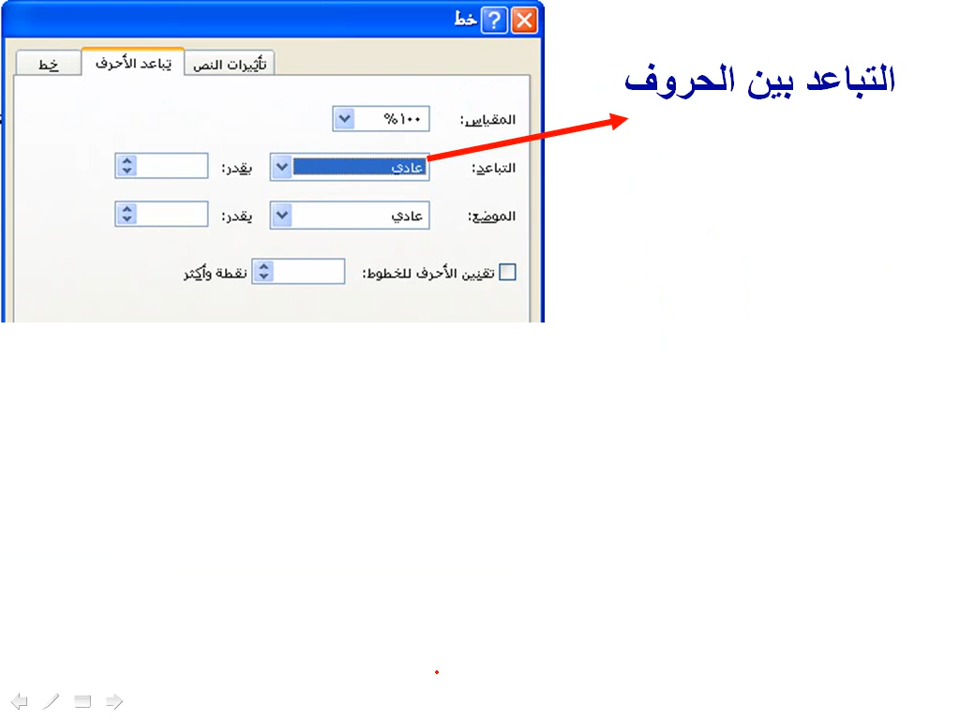 خط
التباعد بين الحروف
خط تباعد الأحرف تأثيرات النص
المقياس: ١٠٠%
التباعد: عادي بقدر:
الموضع: عادي بقدر:
تقنين الأحرف للخطوط: نقطة وأكثر